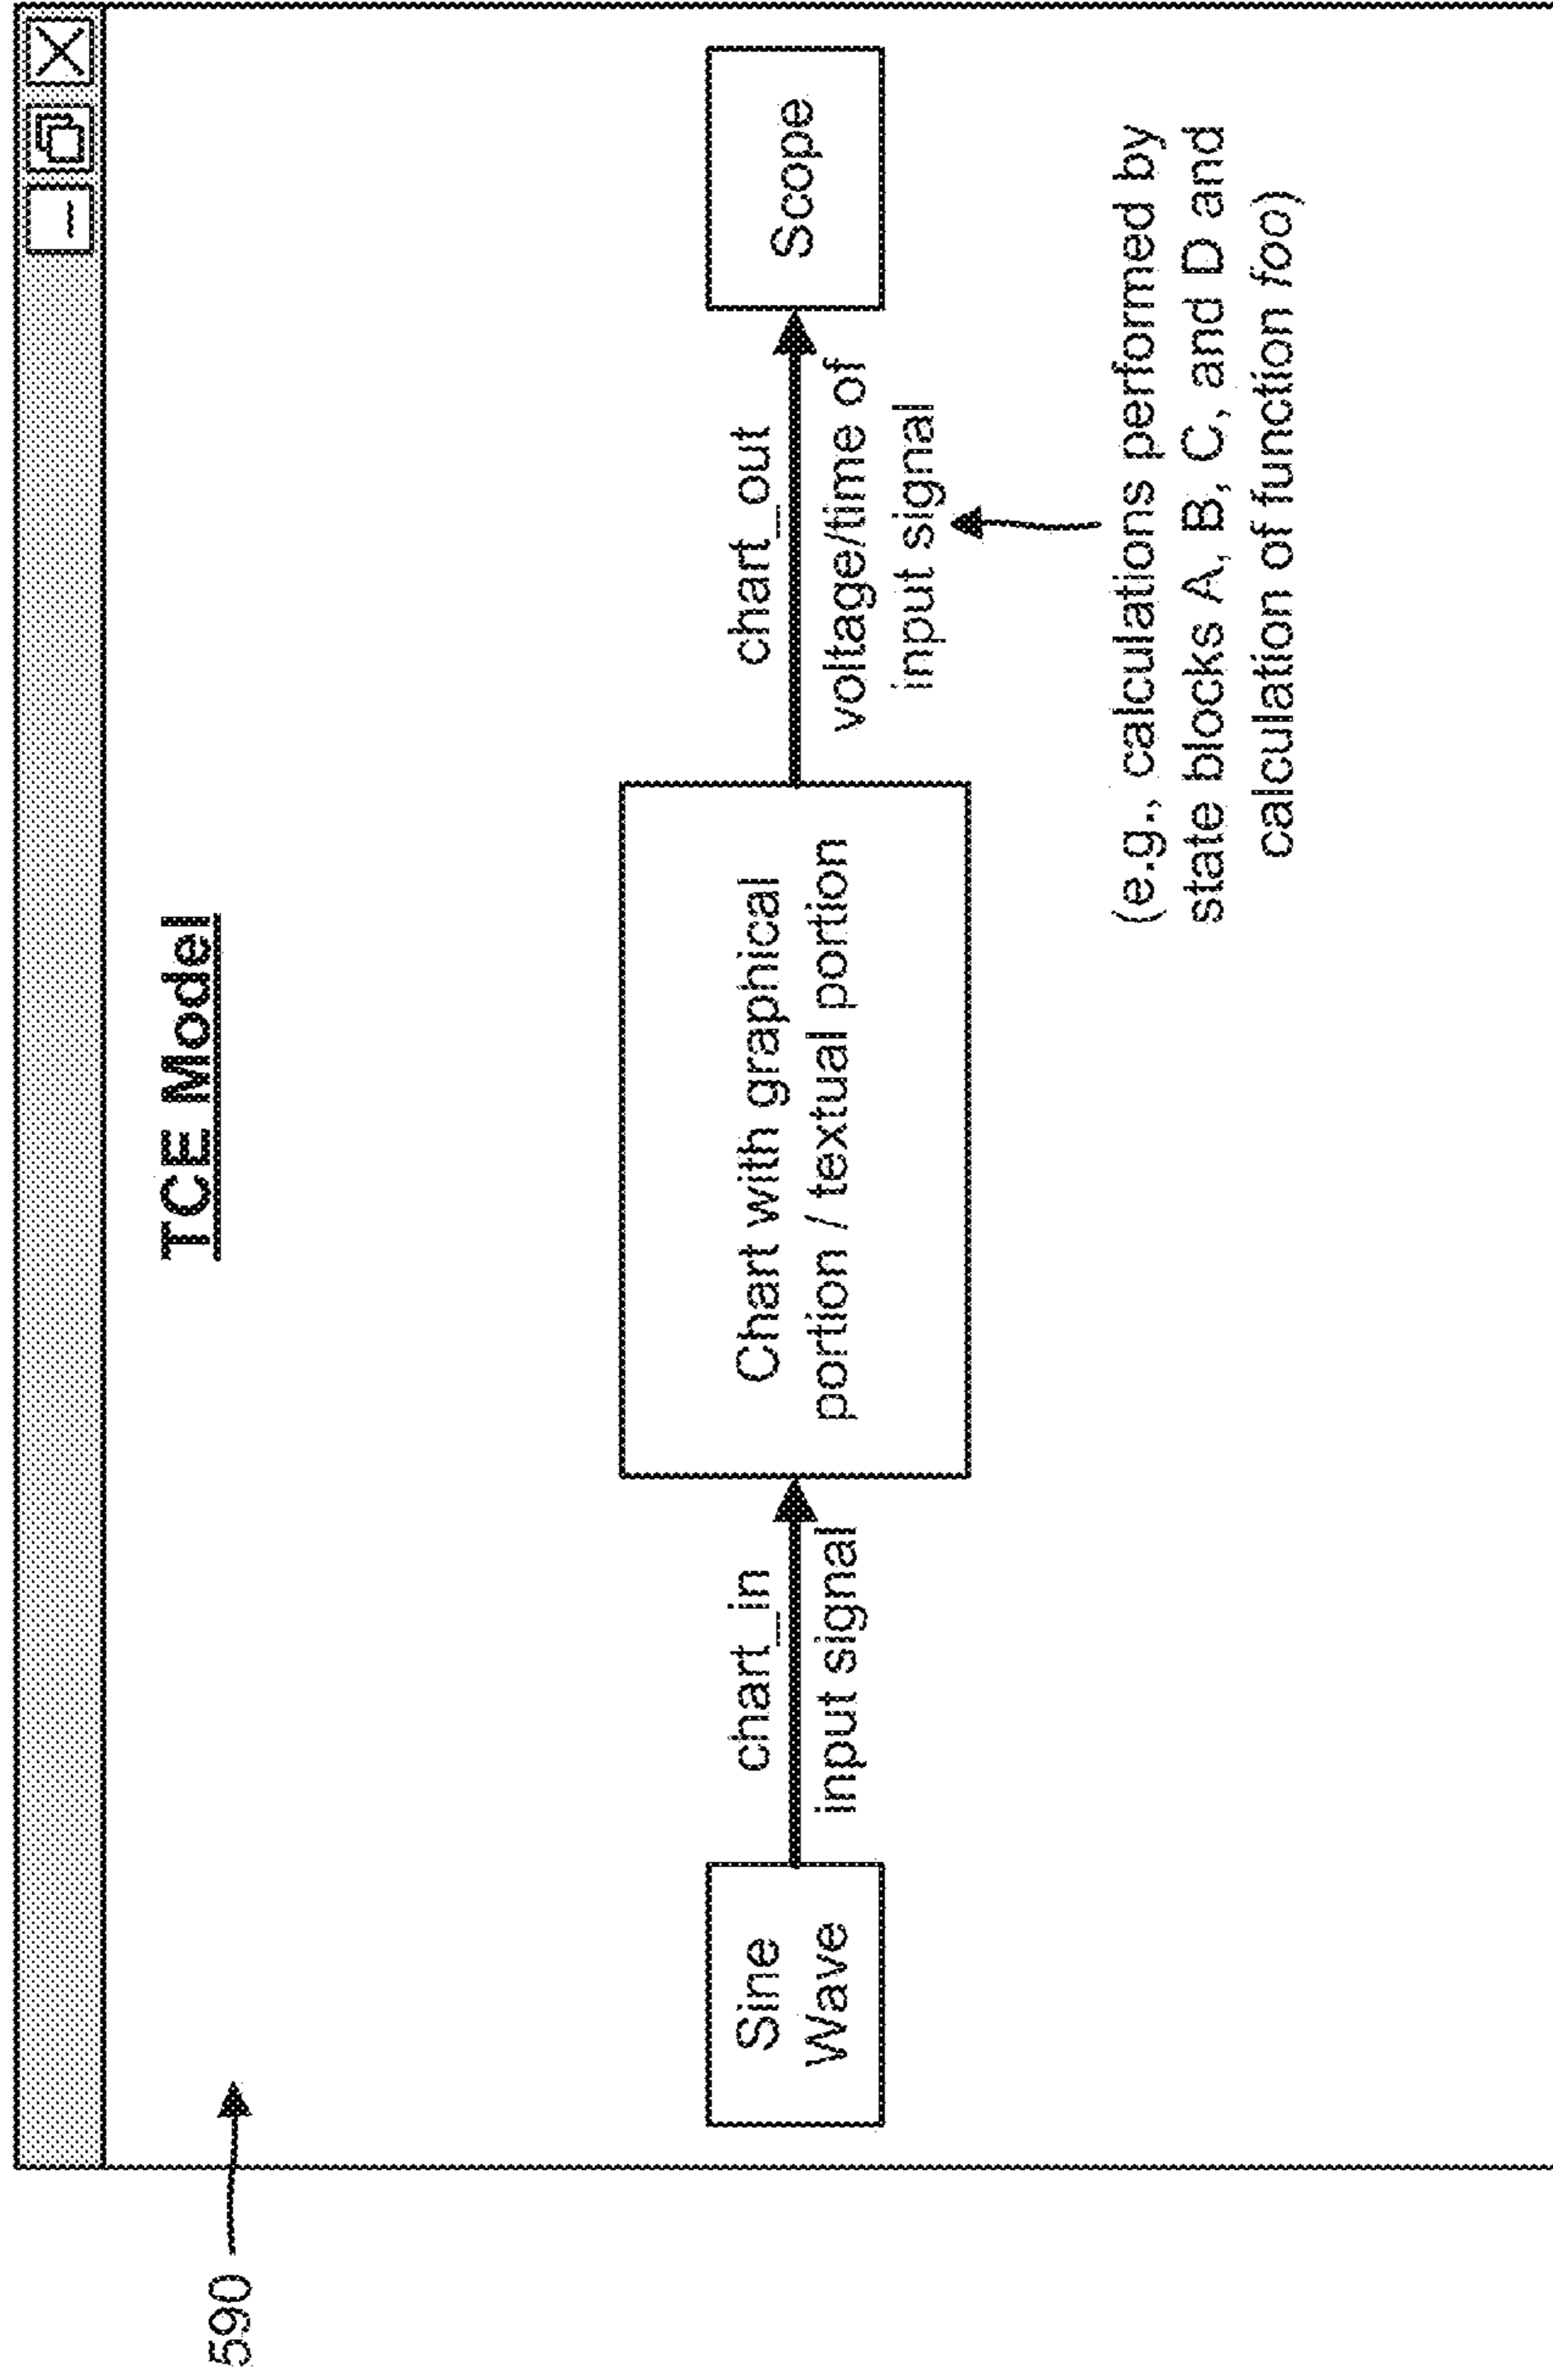 590
TCE Model
Sine
Wave
chart_in
input signal
Chart with graphical
portion / textual portion
chart_out
voltage/time of
input signal
Scope
(e.g., calculations performed by
state blocks A, B, C, and D and
calculation of function foo)